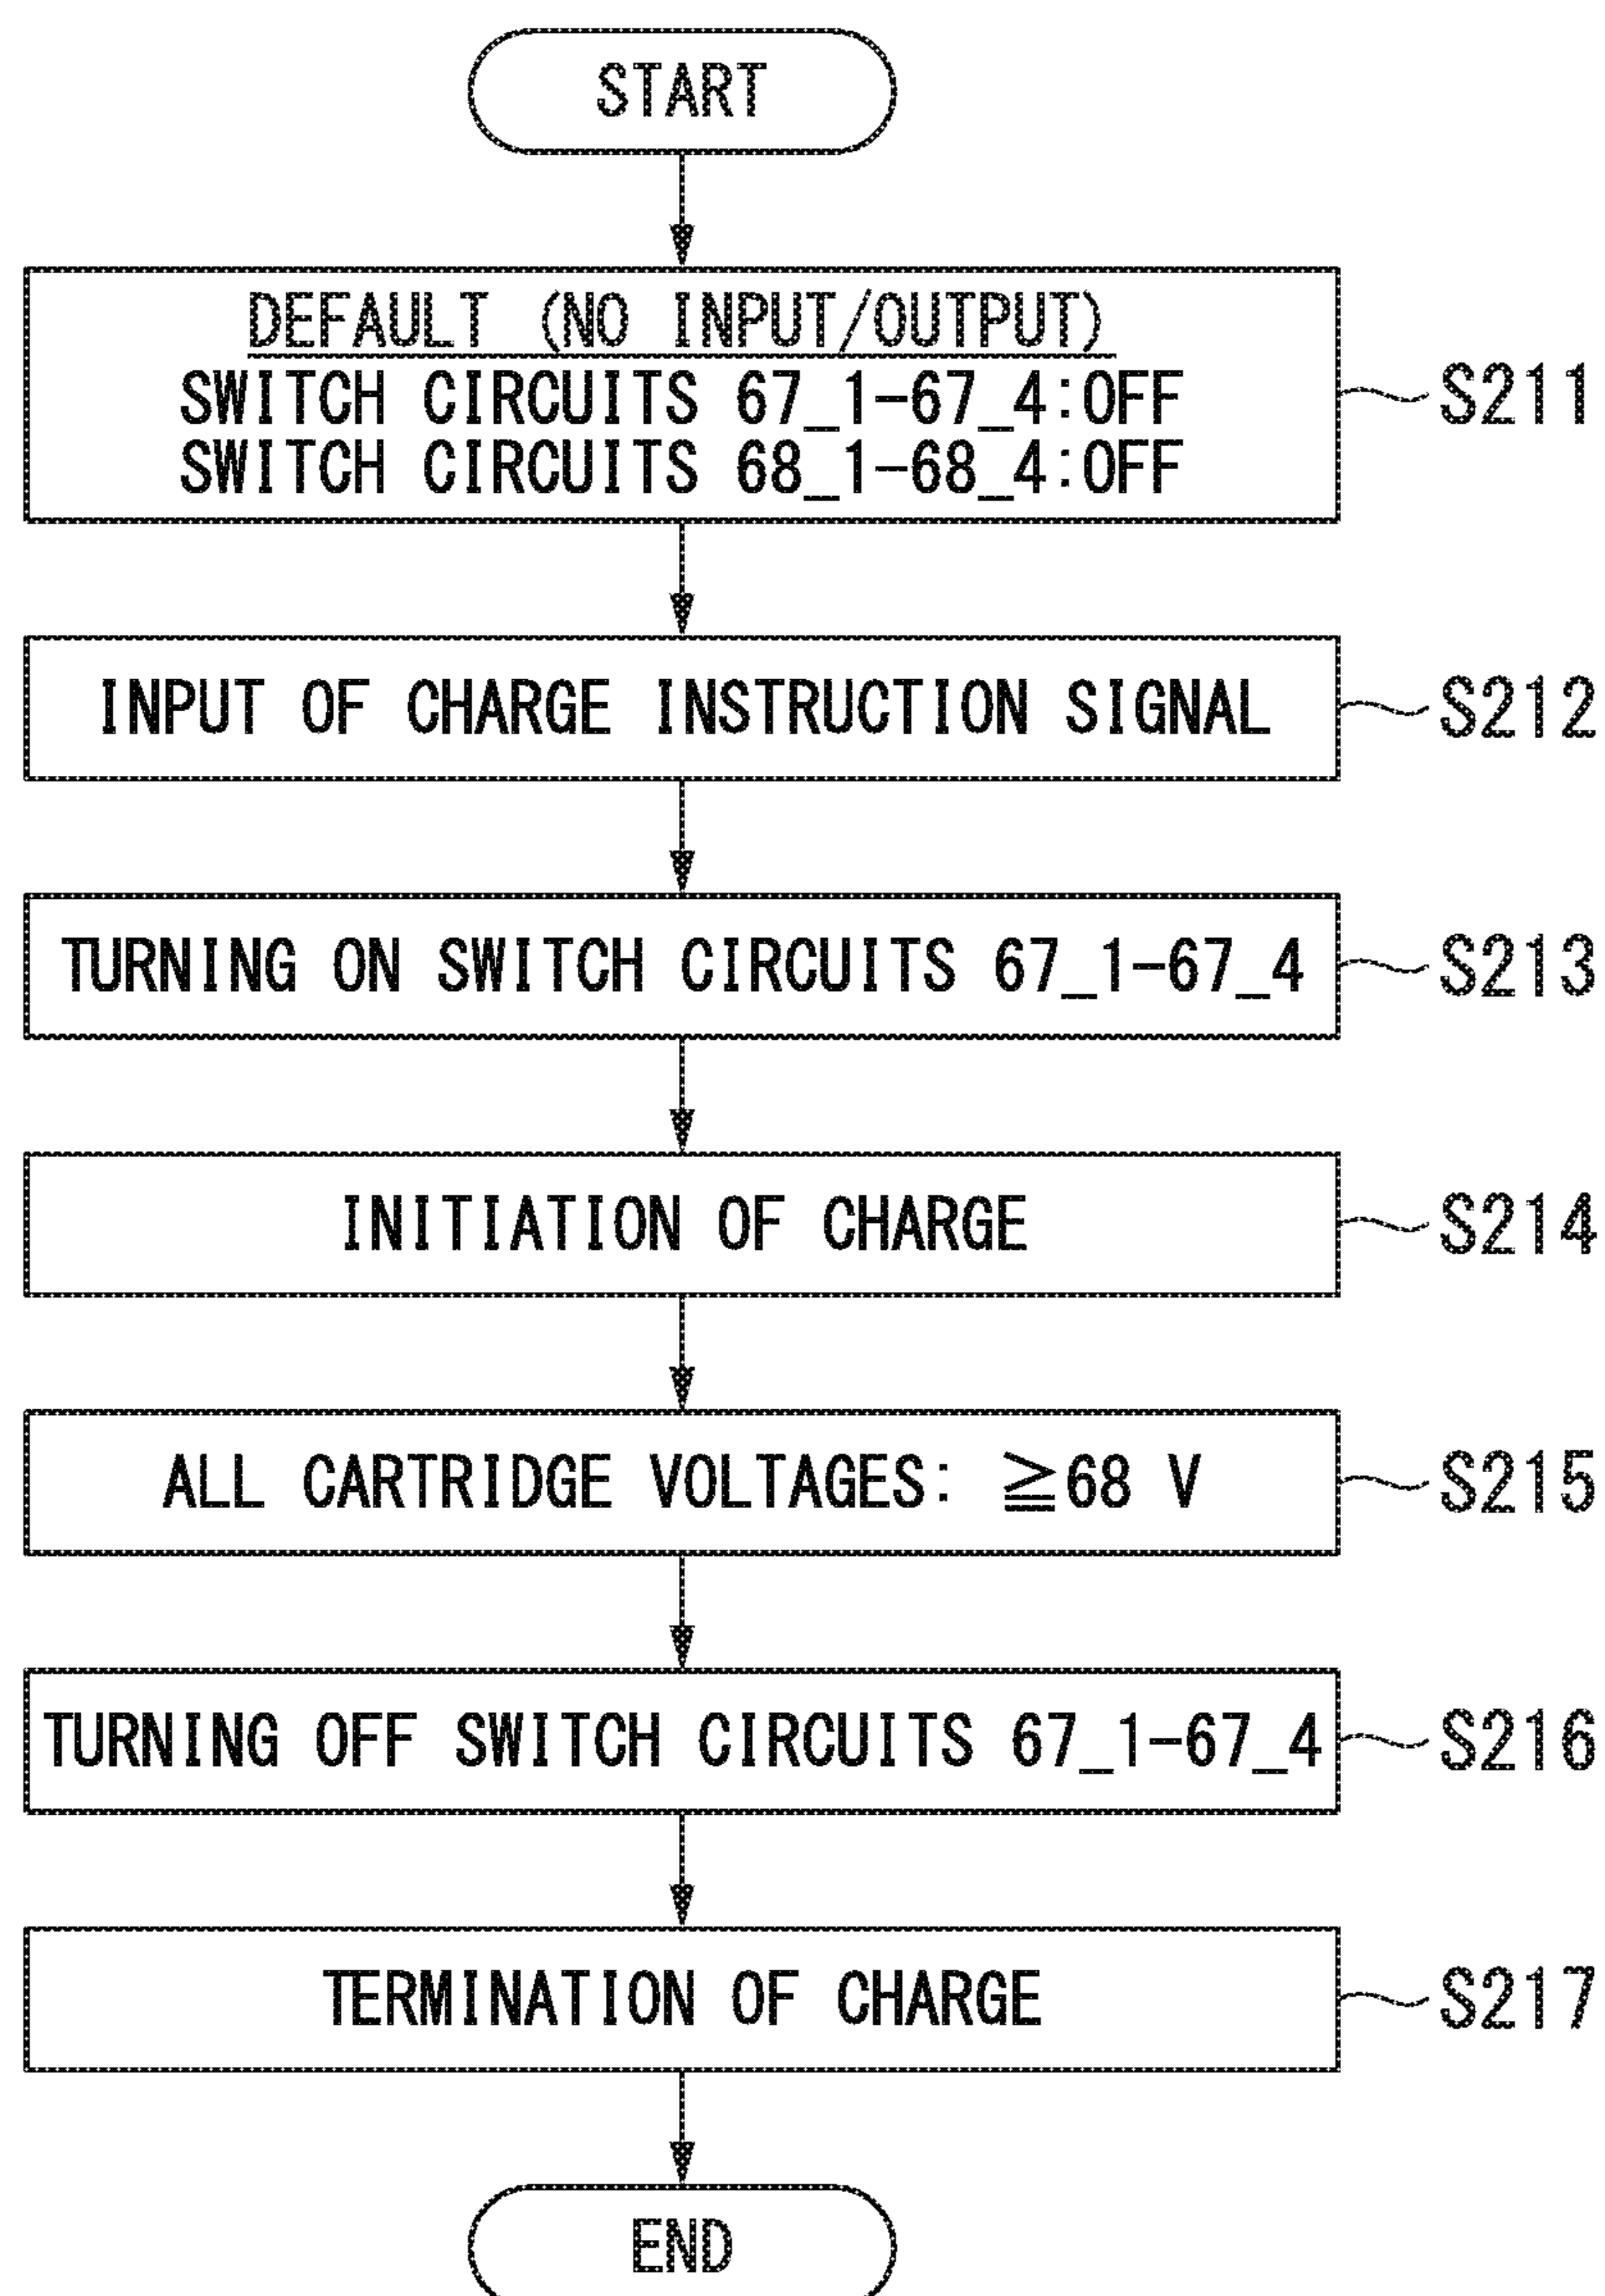 START
DEFAULT (NO INPUT/OUTPUT)
SWITCH CIRCUITS 67_1-67_4:OFF
SWITCH CIRCUITS 68_1-68_4:OFF
S211
INPUT OF CHARGE INSTRUCTION SIGNAL
S212
TURNING ON SWITCH CIRCUITS 67_1-67_4
S213
INITIATION OF CHARGE
S214
ALL CARTRIDGE VOLTAGES: ≧68 V
S215
TURNING OFF SWITCH CIRCUITS 67_1-67_4
S216
TERMINATION OF CHARGE
S217
END